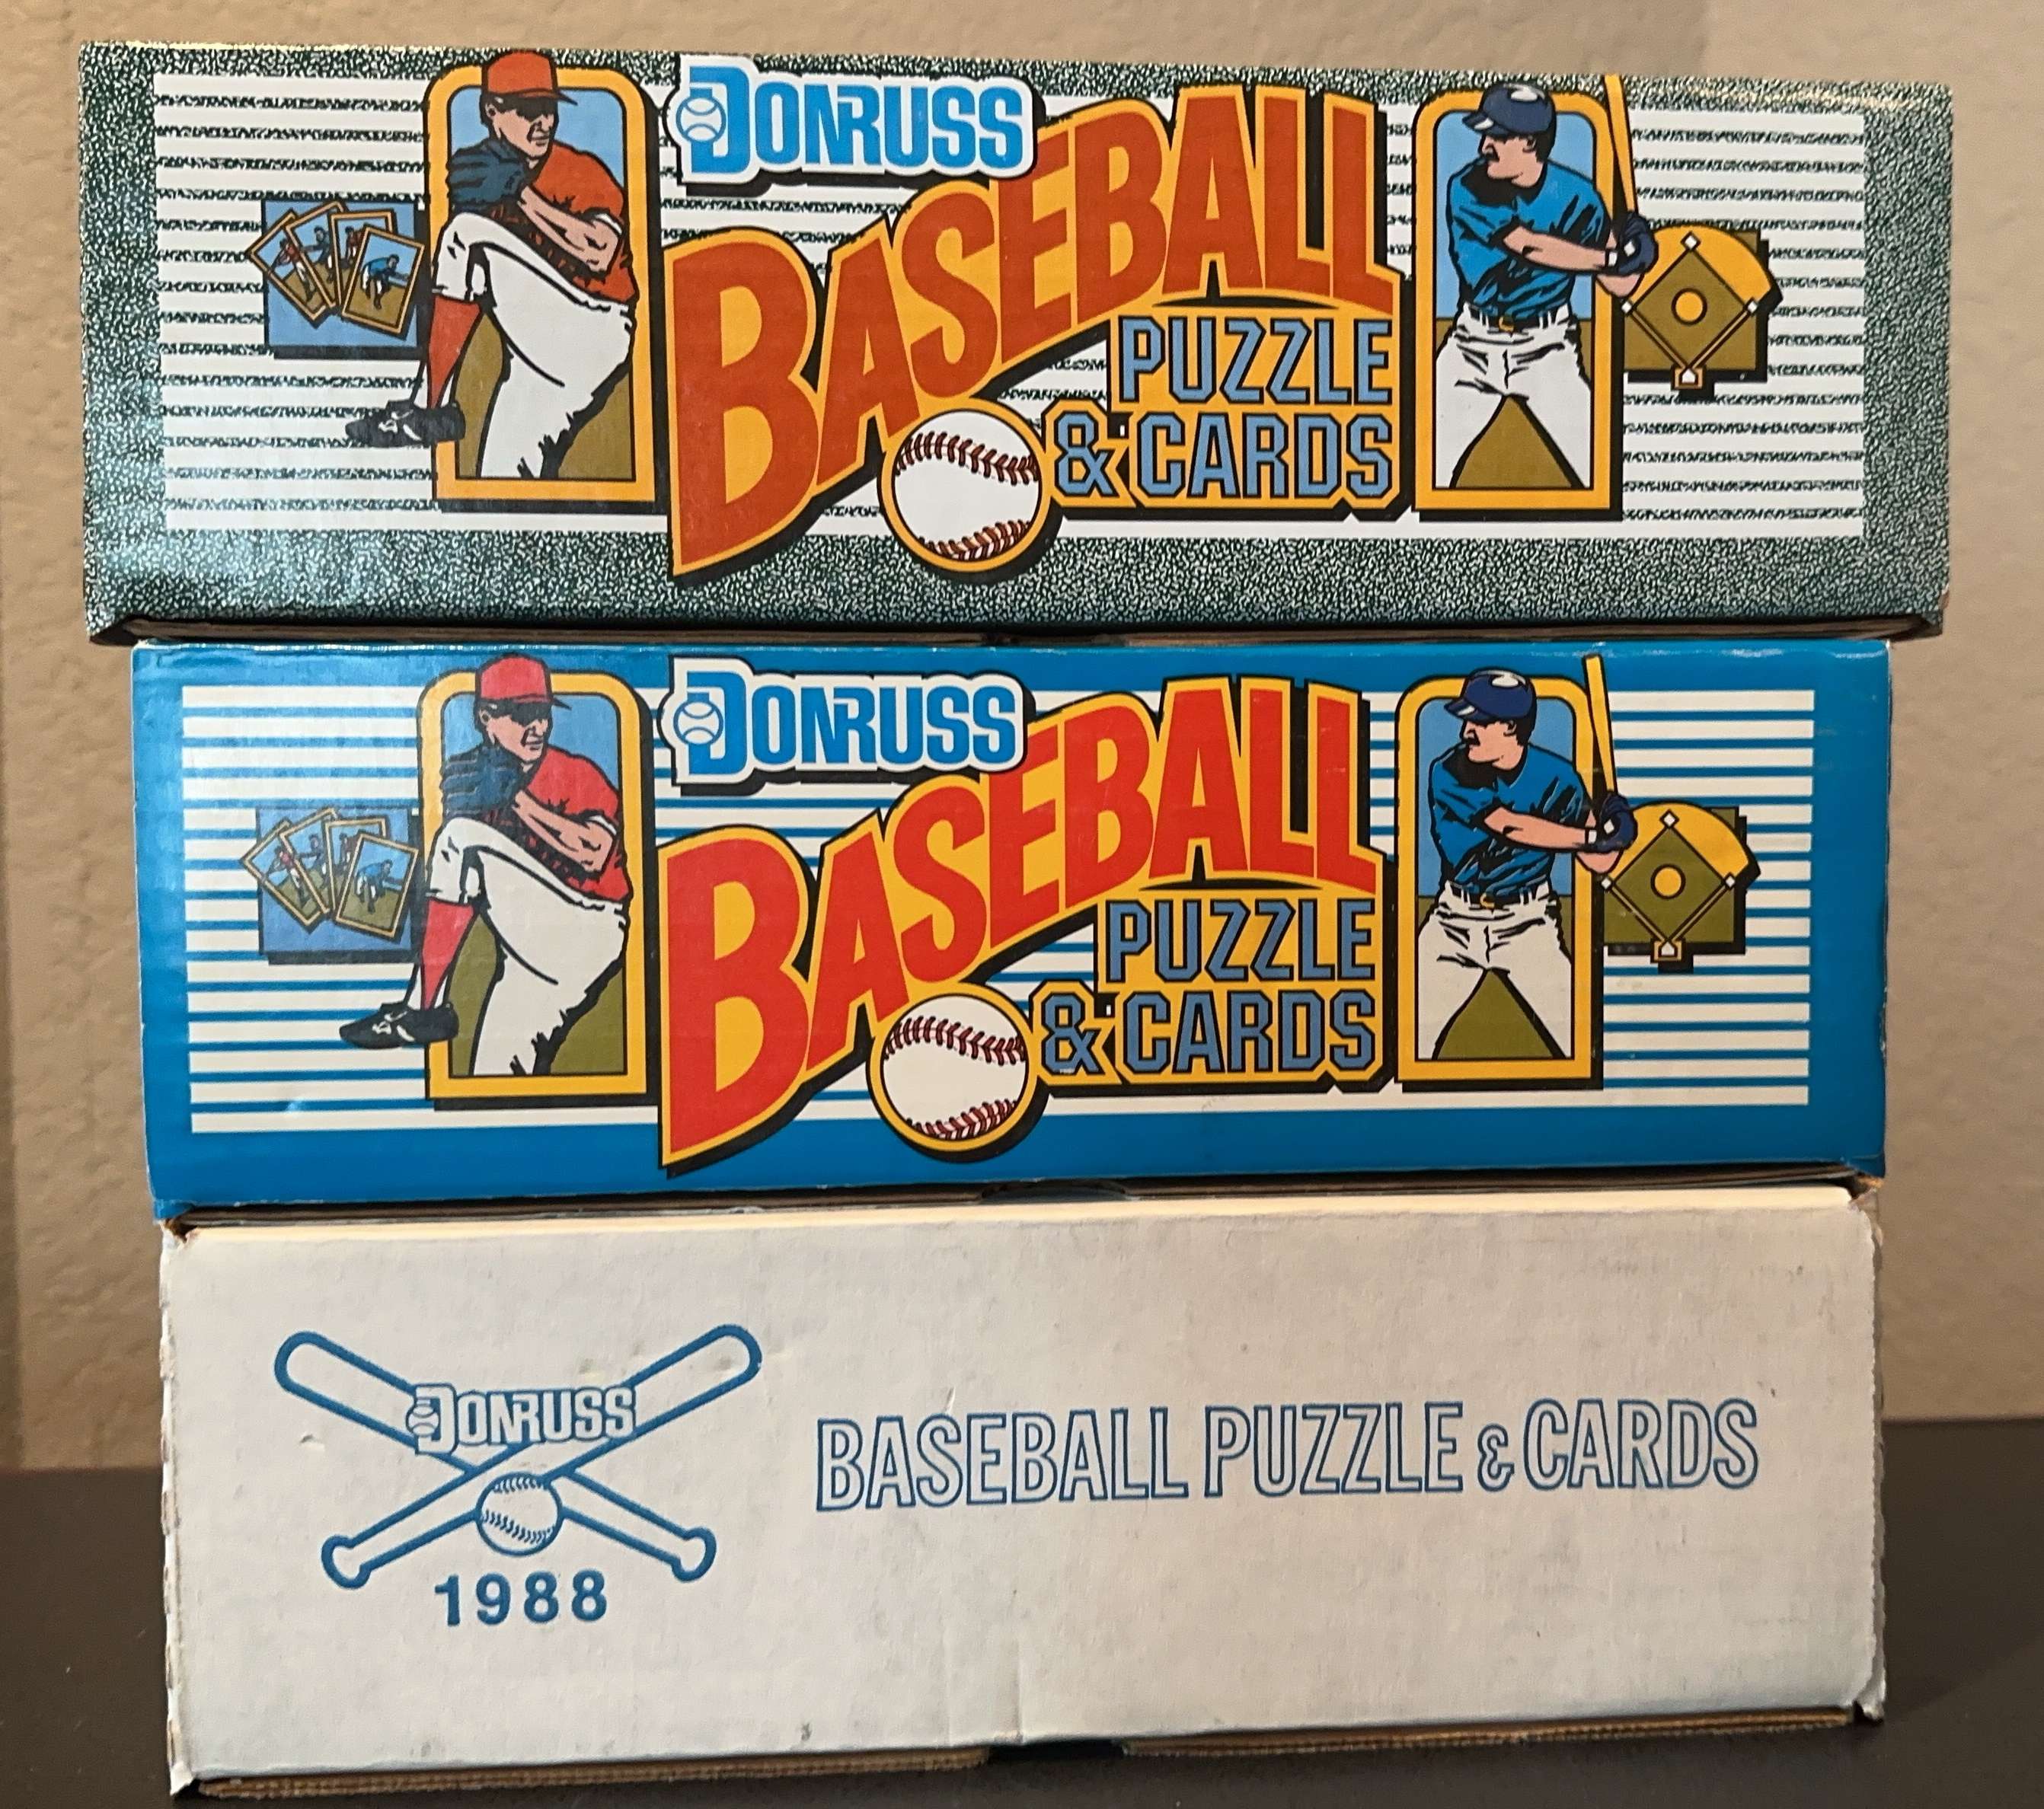 DONRUSS
BASEBALL
PUZZLE
& CARDS
DONRUSS
BASEBALL
PUZZLE
& CARDS
DONRUSS
1988
BASEBALL PUZZLE & CARDS